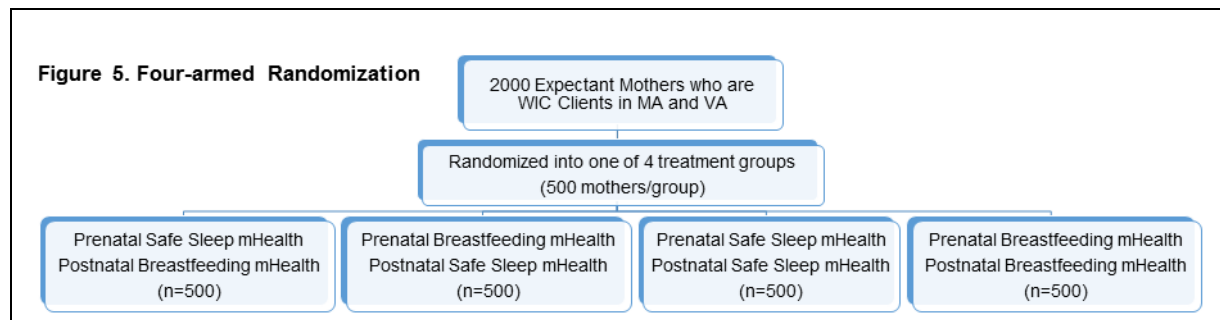 Figure 5. Four-armed Randomization
2000 Expectant Mothers who are
WIC Clients in MA and VA
Randomized into one of 4 treatment groups
(500 mothers/group)
Prenatal Safe Sleep mHealth
Postnatal Breastfeeding mHealth
(n=500)
Prenatal Breastfeeding mHealth
Postnatal Safe Sleep mHealth
(n=500)
Prenatal Safe Sleep mHealth
Postnatal Safe Sleep mHealth
(n=500)
Prenatal Breastfeeding mHealth
Postnatal Breastfeeding mHealth
(n=500)